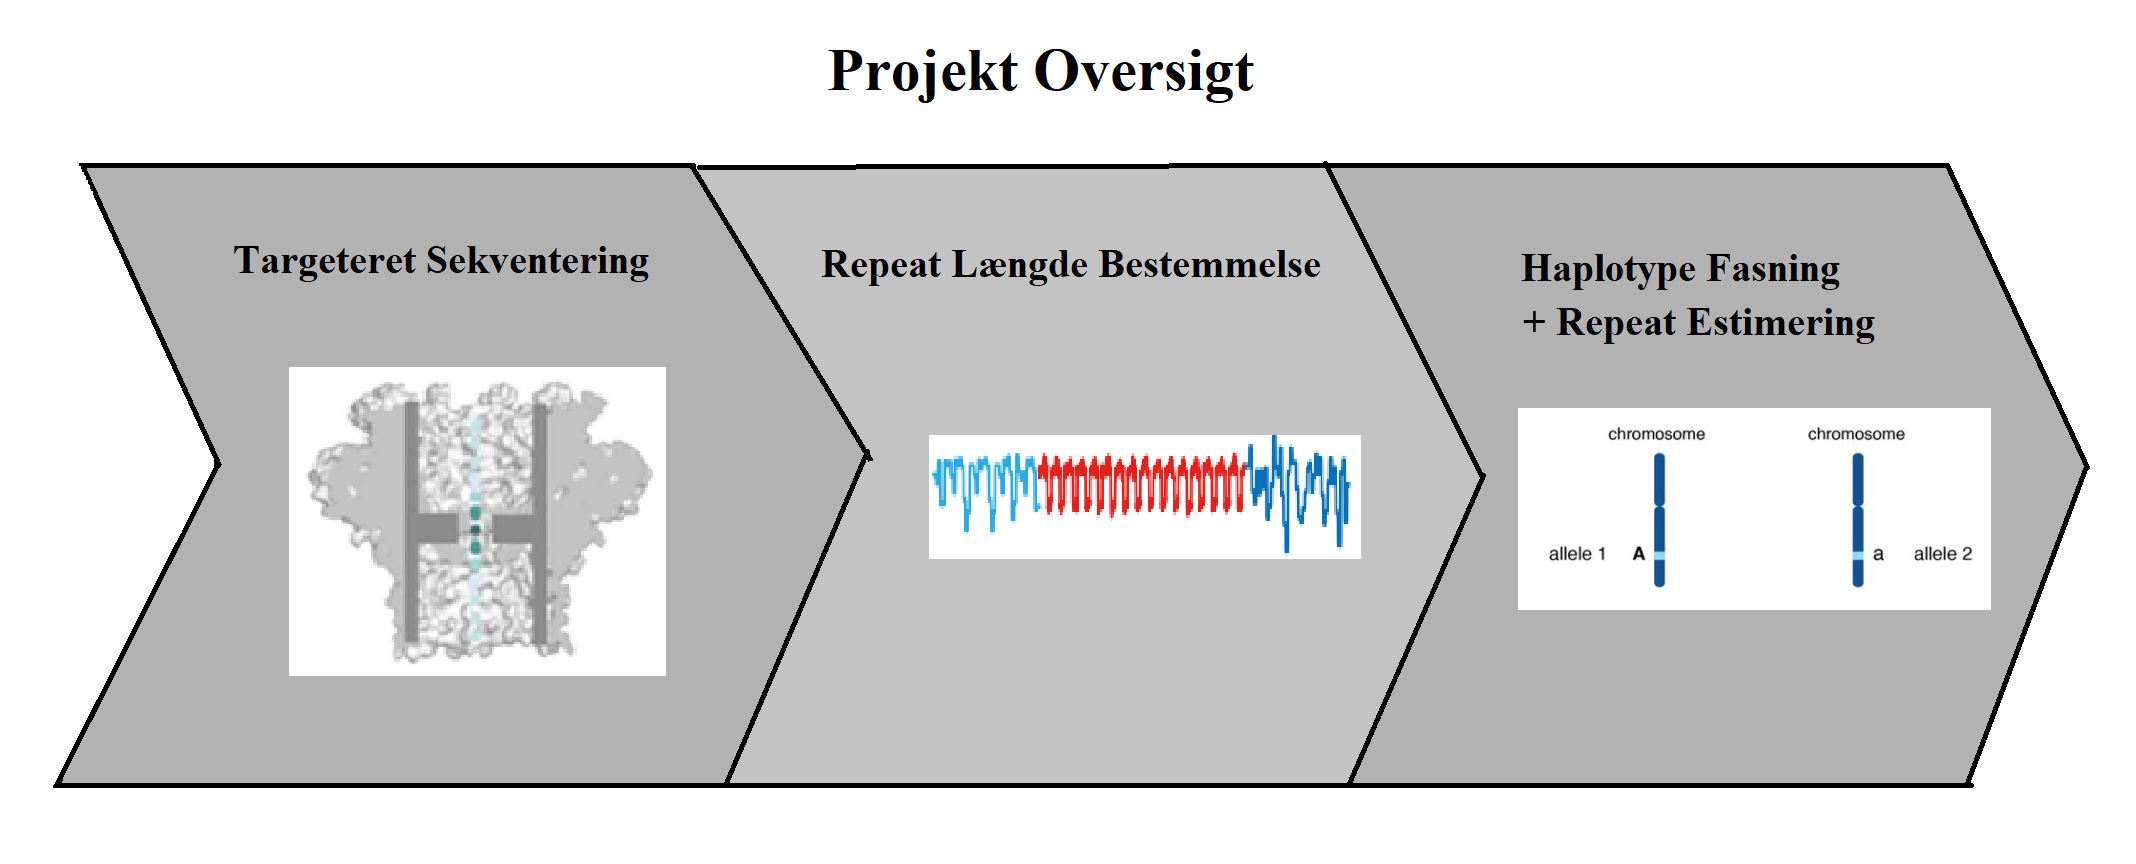 Projekt Oversigt
Targeteret Sekventering
Repeat Længde Bestemmelse
Haplotype Fasning
+ Repeat Estimering
chromosome chromosome
allele 1 A a allele 2